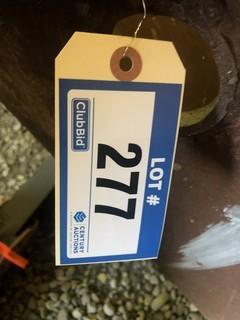 LOT #
277
ClubBid
CENTURY
AUCTIONS